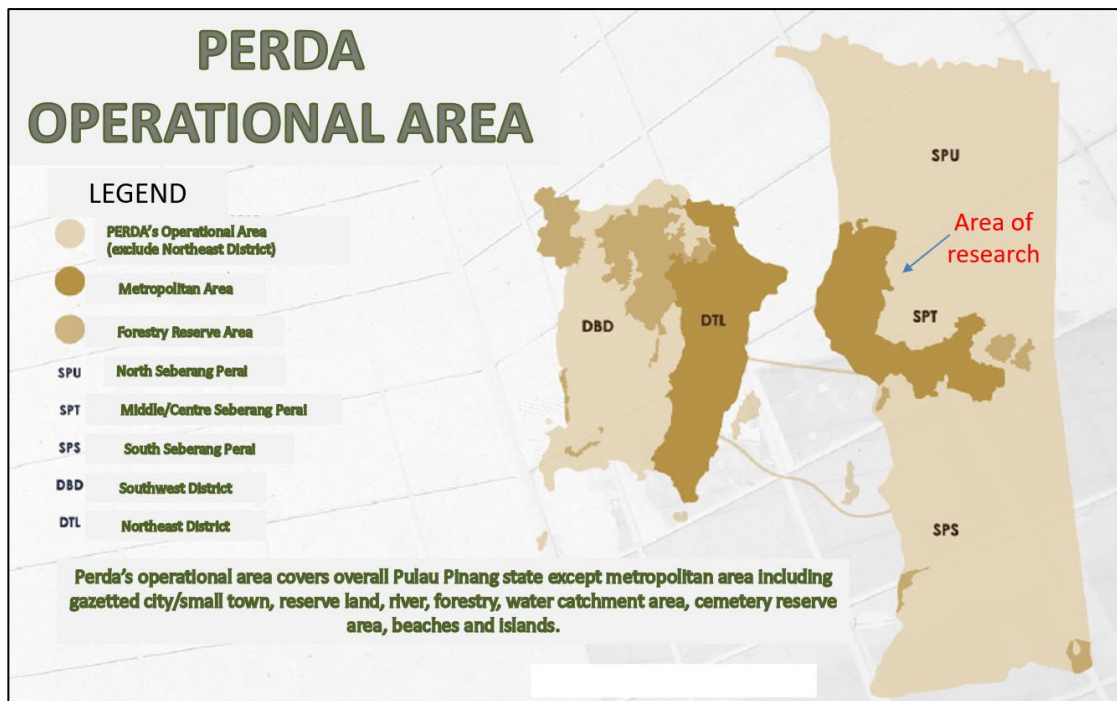 PERDA
OPERATIONAL AREA
LEGEND
PERDA's Operational Area
(exclude Northeast District)
Metropolitan Area
Forestry Reserve Area
SPU North Seberang Perai
SPT Middle/Centre Seberang Perai
SPS South Seberang Perai
DBD Southwest District
DTL Northeast District
SPU
Area of
research
SPT
DBD
DTL
SPS
Perda's operational area covers overall Pulau Pinang state except metropolitan area including
gazetted city/small town, reserve land, river, forestry, water catchment area, cemetery reserve
area, beaches and islands.